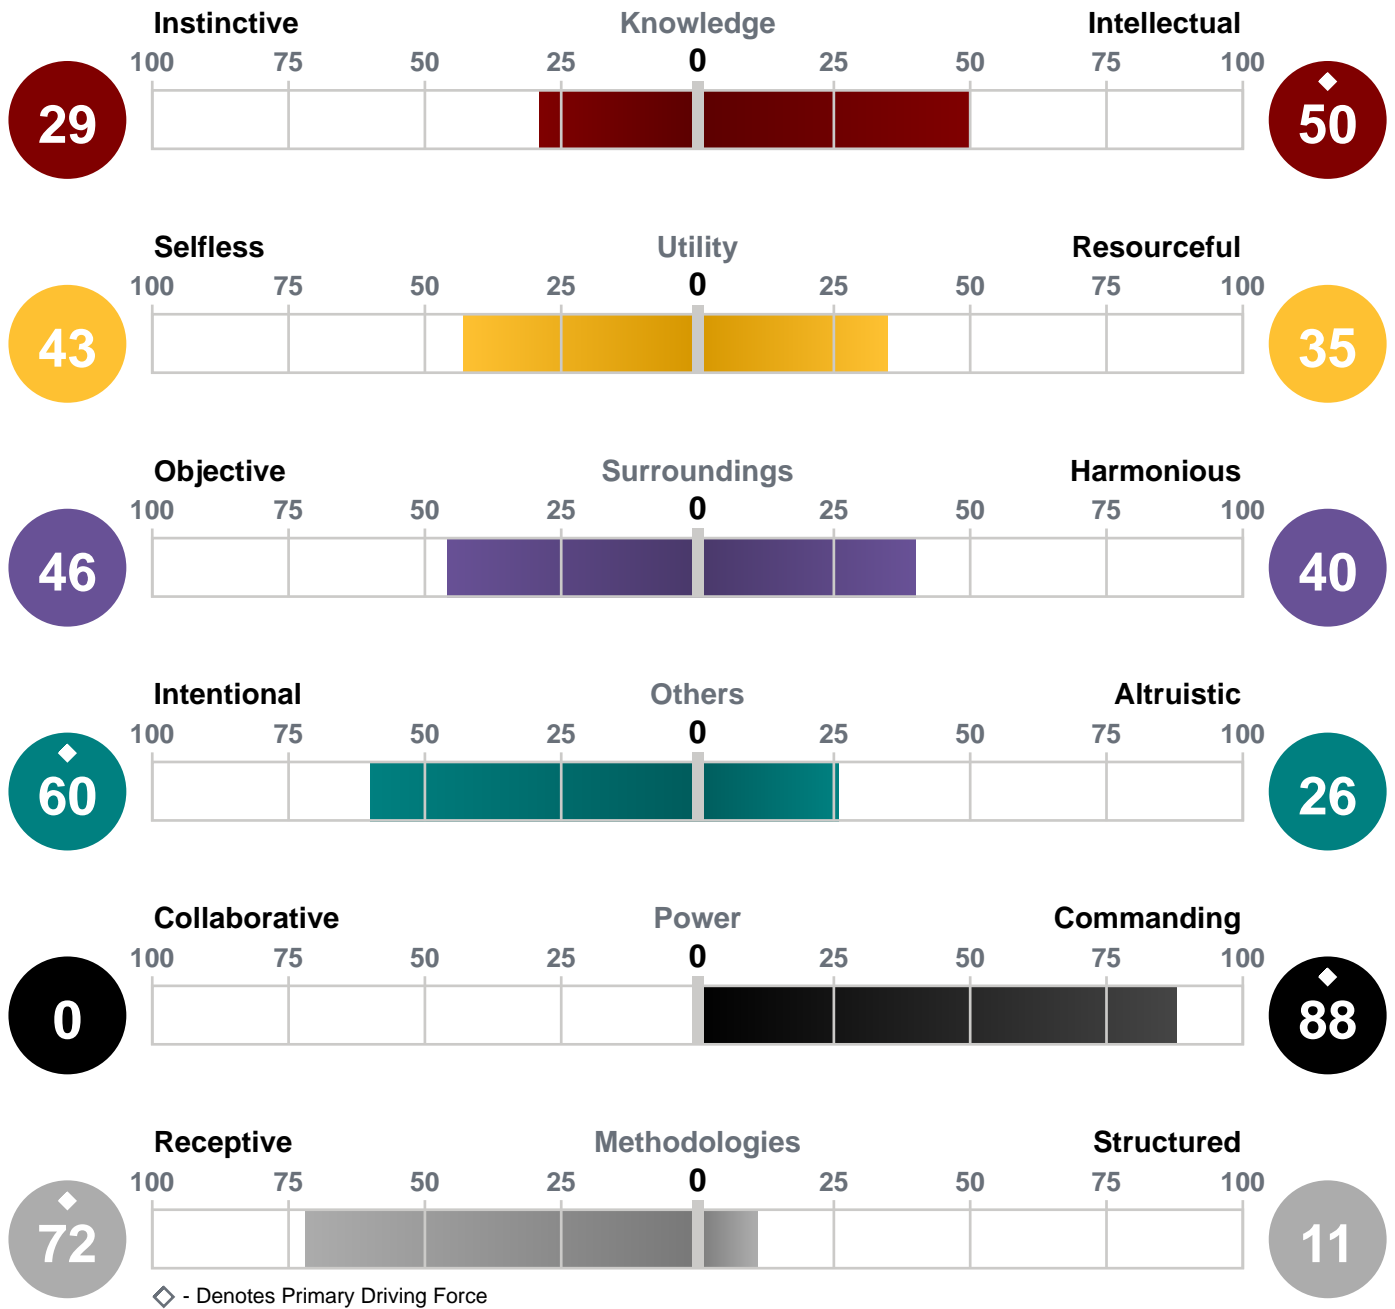 Instinctive Knowledge Intellectual
100 75 50 25 0 25 50 75 100
29 50
Selfless Utility Resourceful
100 75 50 25 0 25 50 75 100
43 35
Objective Surroundings Harmonious
100 75 50 25 0 25 50 75 100
46 40
Intentional Others Altruistic
100 75 50 25 0 25 50 75 100
60 26
Collaborative Power Commanding
100 75 50 25 0 25 50 75 100
0 88
Receptive Methodologies Structured
100 75 50 25 0 25 50 75 100
72 11
- Denotes Primary Driving Force